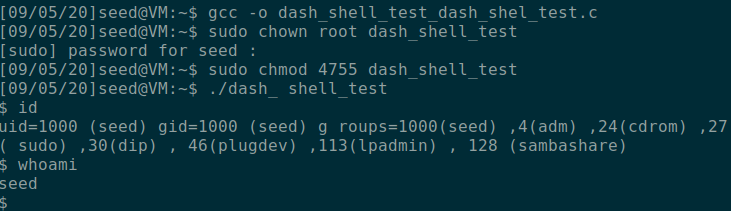 [09/05/20]seed@VM:~$ gcc -o dash_shell_test_dash_shel_test.c
[09/05/20]seed@VM:~$ sudo chown root dash_shell_test
[sudo] password for seed :
[09/05/20]seed@VM:~$ sudo chmod 4755 dash_shell_test
[09/05/20]seed@VM:~$ ./dash_ shell_test
$ id
uid=1000 (seed) gid=1000 (seed) g roups=1000(seed) ,4(adm) ,24(cdrom) ,27
( sudo) ,30(dip) , 46(plugdev) ,113(lpadmin) , 128 (sambashare)
$ whoami
seed
$